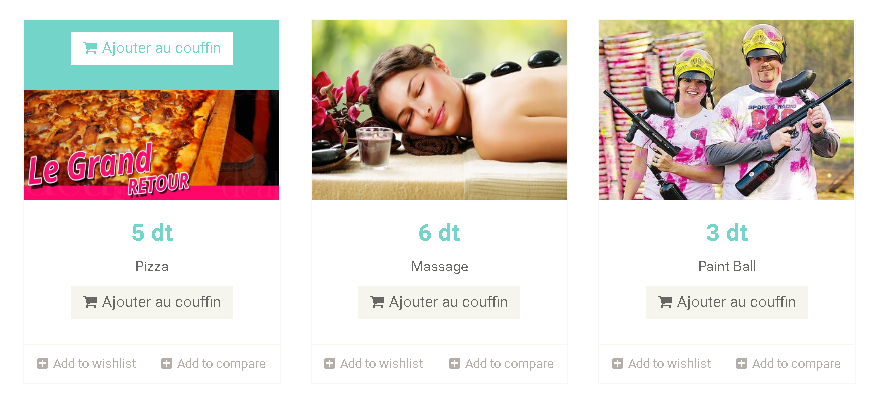 Ajouter au couffin
Le Grand
RETOUR
5 dt
Pizza
Ajouter au couffin
Add to wishlist
Add to compare
6 dt
Massage
Ajouter au couffin
Add to wishlist
Add to compare
3 dt
Paint Ball
Ajouter au couffin
Add to wishlist
Add to compare